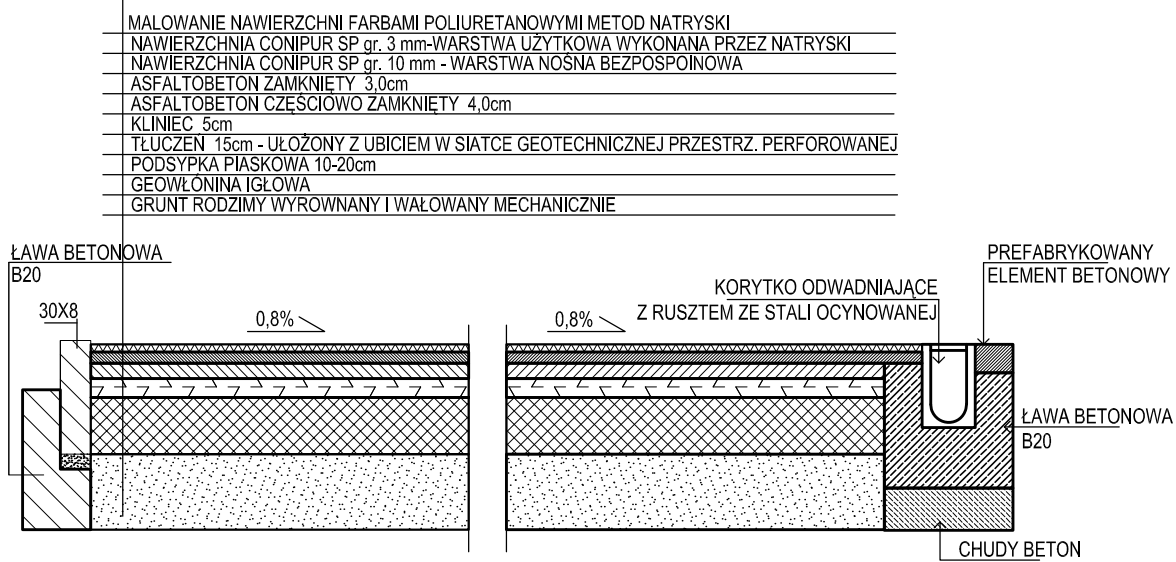 MALOWANIE NAWIERZCHNI FARBAMI POLIURETANOWYMI METOD NATRYSKI
NAWIERZCHNIA CONIPUR SP gr. 3 mm-WARSTWA UŻYTKOWA WYKONANA PRZEZ NATRYSKI
NAWIERZCHNIA CONIPUR SP gr. 10 mm - WARSTWA NOŚNA BEZPOSPOINOWA
ASFALTOBETON ZAMKNIĘTY 3,0cm
ASFALTOBETON CZĘŚCIOWO ZAMKNIĘTY 4,0cm
KLINIEC 5cm
TŁUCZEŃ 15cm - UŁOŻONY Z UBICIEM W SIATCE GEOTECHNICZNEJ PRZESTRZ. PERFOROWANEJ
PODSYPKA PIASKOWA 10-20cm
GEOWŁÓNINA IGŁOWA
GRUNT RODZIMY WYROWNANY I WAŁOWANY MECHANICZNIE
ŁAWA BETONOWA
B20
30X8
0,8%
0,8%
KORYTKO ODWADNIAJĄCE
Z RUSZTEM ZE STALI OCYNOWANEJ
PREFABRYKOWANY
ELEMENT BETONOWY
ŁAWA BETONOWA
B20
CHUDY BETON